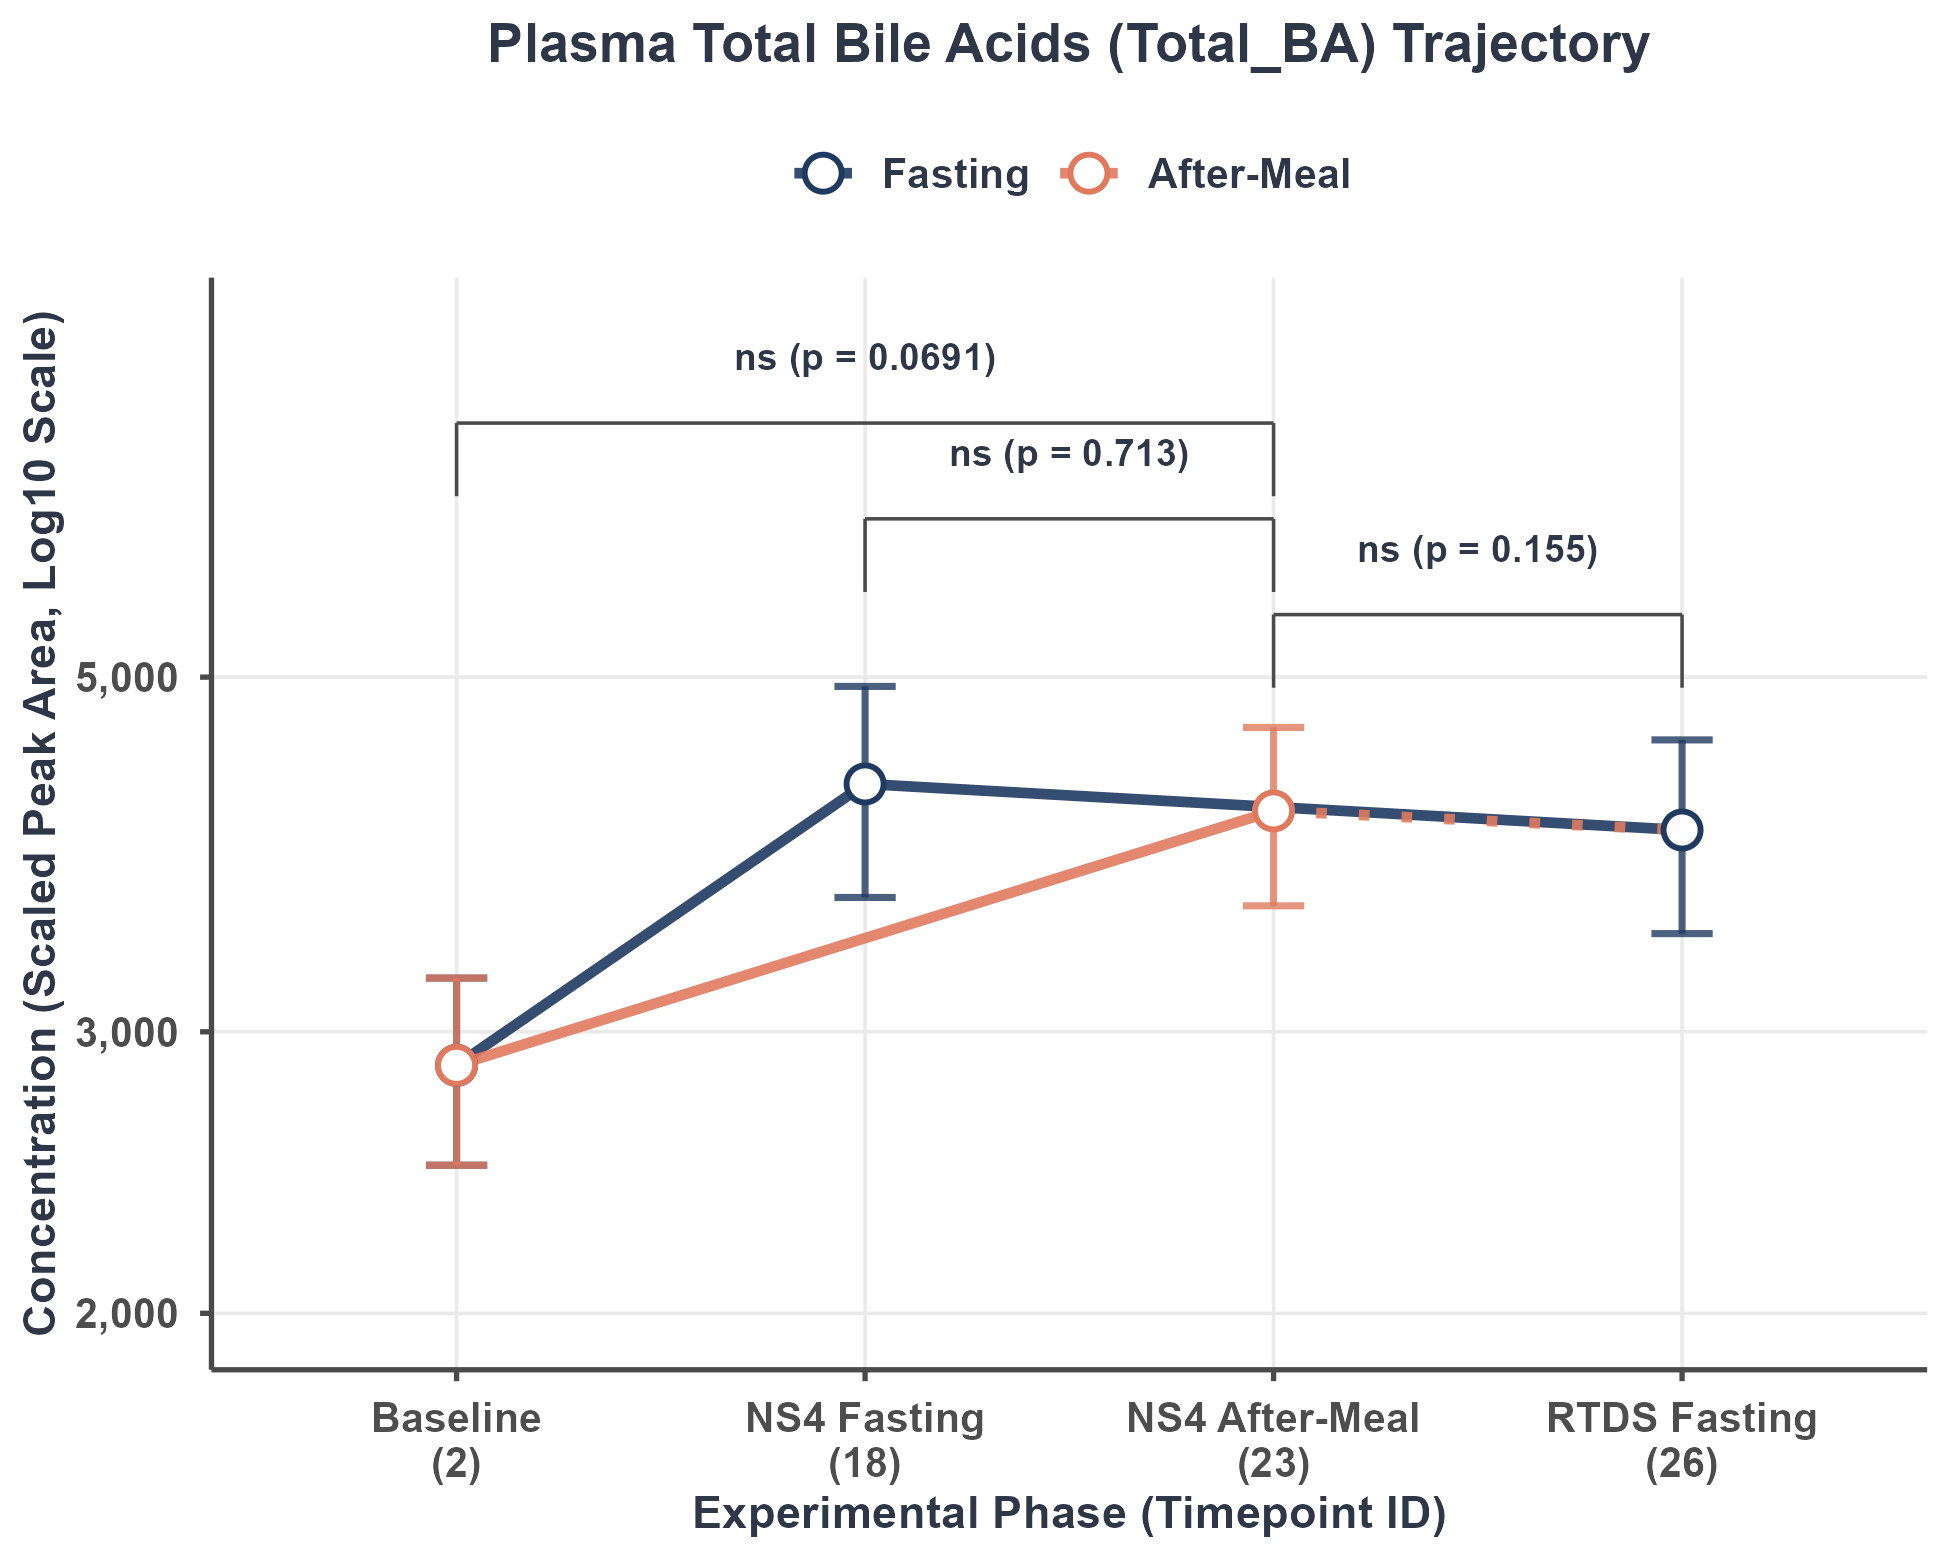 Plasma Total Bile Acids (Total_BA) Trajectory
Fasting
After-Meal
Concentration (Scaled Peak Area, Log10 Scale)
ns (p = 0.0691)
ns (p = 0.713)
ns (p = 0.155)
5,000
3,000
2,000
Baseline
(2)
NS4 Fasting
(18)
NS4 After-Meal
(23)
RTDS Fasting
(26)
Experimental Phase (Timepoint ID)